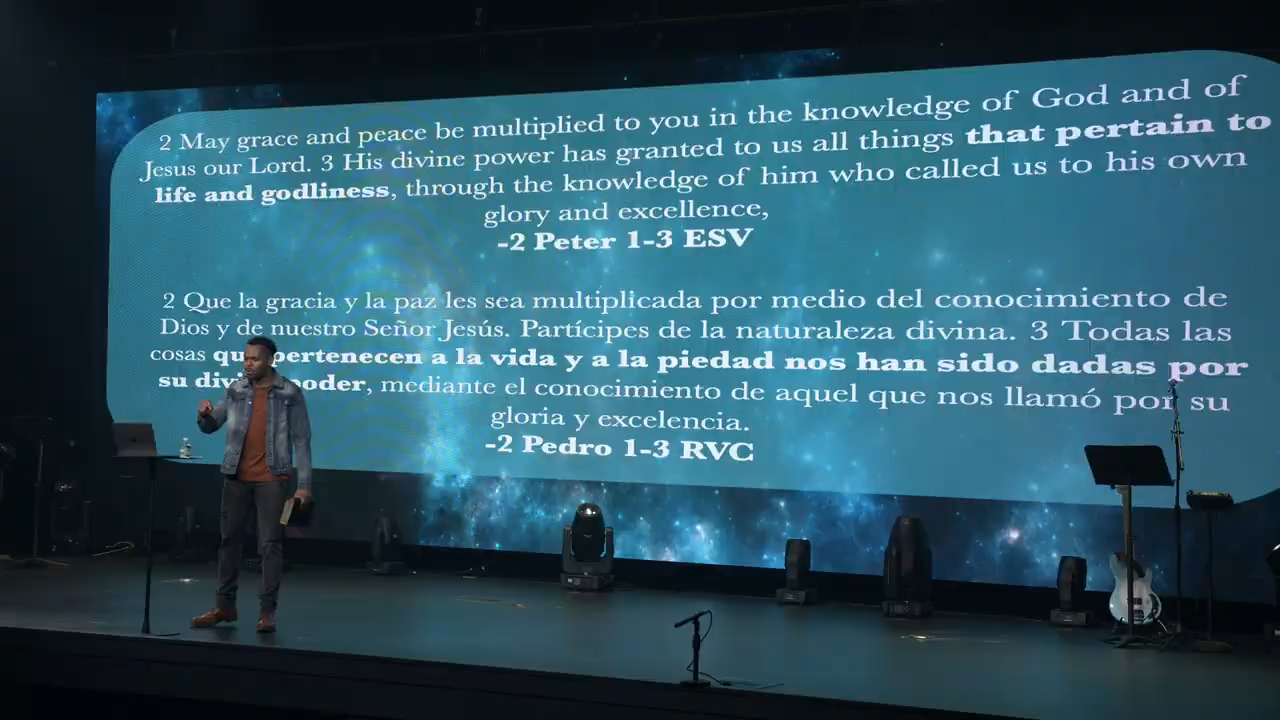 2 May grace and peace be multiplied to you in the knowledge of God and of
Jesus our Lord. 3 His divine power has granted to us all things that pertain to
life and godliness, through the knowledge of him who called us to his own
glory and excellence,
-2 Peter 1-3 ESV
2 Que la gracia y la paz les sea multiplicada por medio del conocimiento de
Dios y de nuestro Señor Jesús. Partícipes de la naturaleza divina. 3 Todas las
cosas pertenecen a la vida y a la piedad nos han sido dadas por
su poder, mediante el conocimiento de aquel que nos llamó por su
gloria y excelencia.
-2 Pedro 1-3 RVC